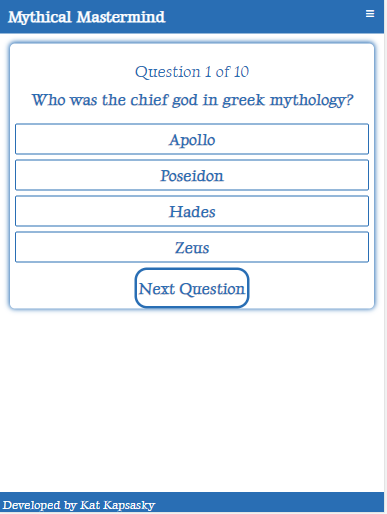 Mythical Mastermind
Question 1 of 10
Who was the chief god in greek mythology?
Apollo
Poseidon
Hades
Zeus
Next Question
Developed by Kat Kapsasky